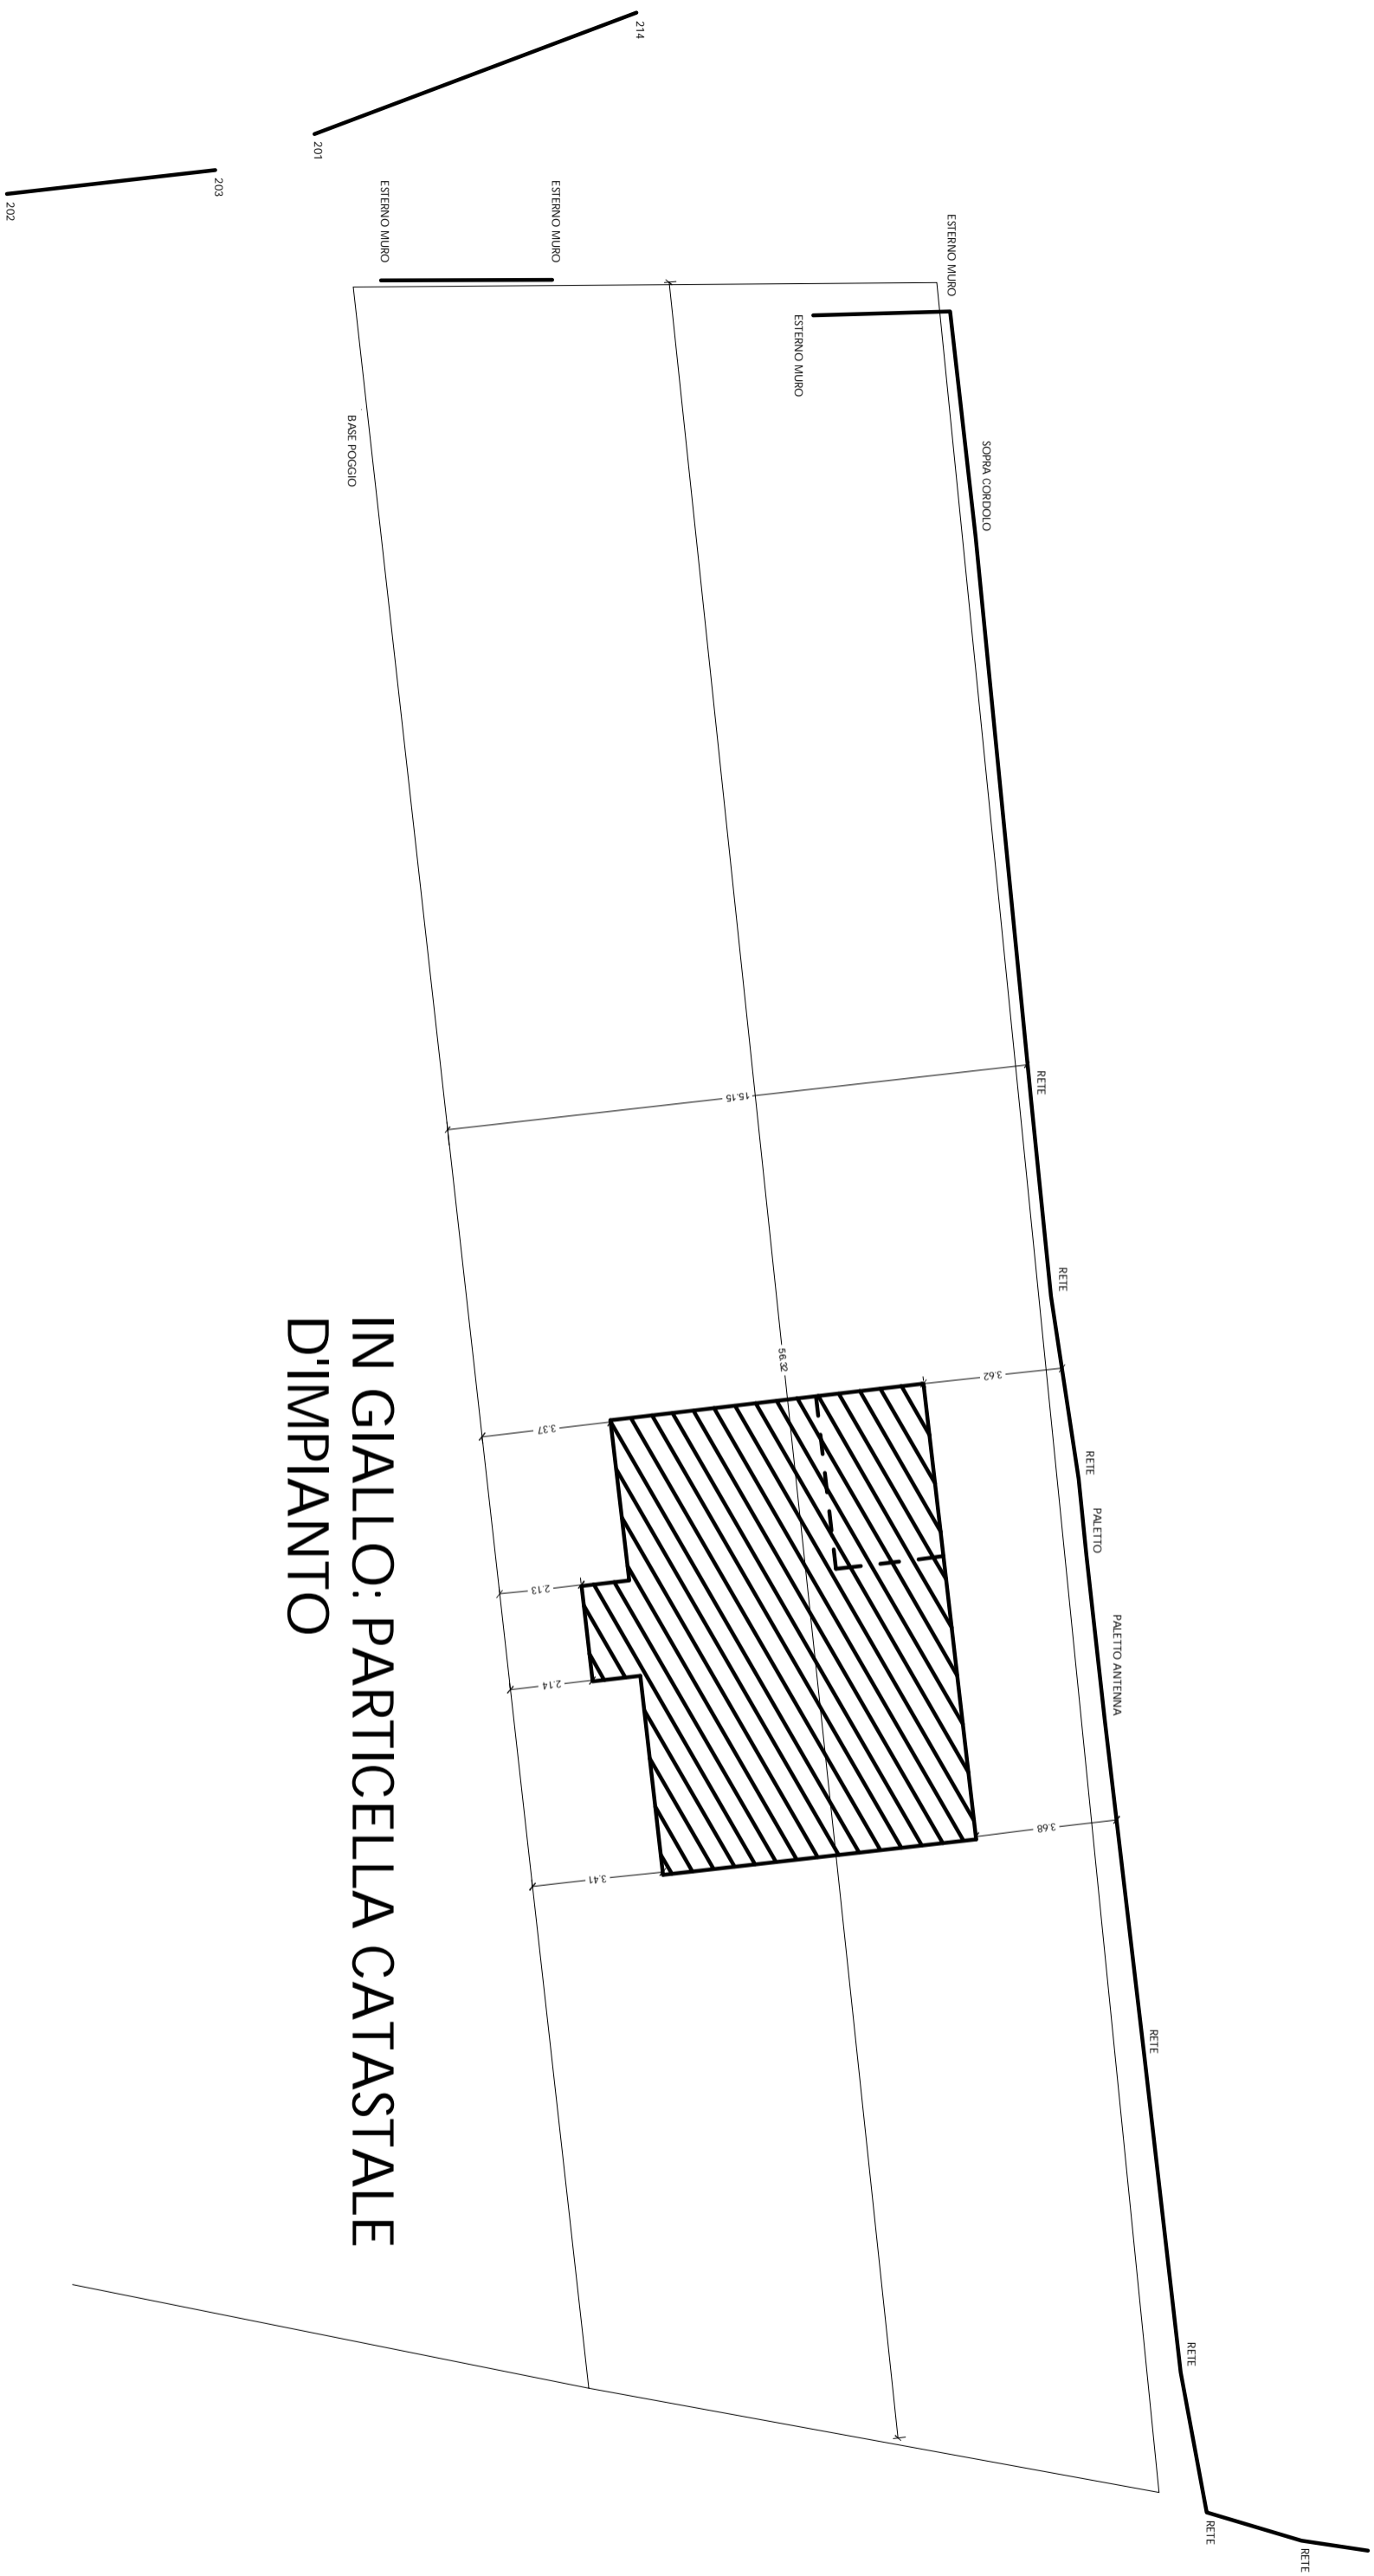 214
201
203
202
ESTERNO MURO
ESTERNO MURO
ESTERNO MURO
ESTERNO MURO
SOPRA CORDOLO
BASE POGGIO
RETE
15.15
RETE
56.32
3.62
3.37
RETE
PALETTO
2.13
PALETTO ANTENNA
2.14
3.68
3.41
IN GIALLO: PARTICELLA CATASTALE
D'IMPIANTO
RETE
RETE
RETE
RETE